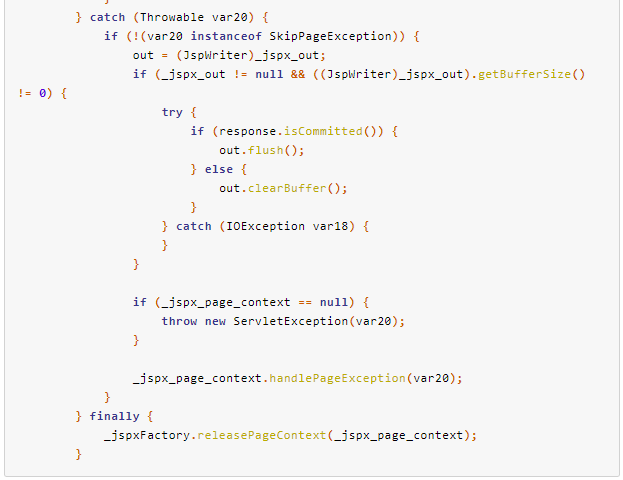 } catch (Throwable var20) {
if (!(var20 instanceof SkipPageException)) {
out = (JspWriter)_jspx_out;
if (_jspx_out != null && ((JspWriter)_jspx_out).getBufferSize()
!= 0) {
try {
if (response.isCommitted()) {
out.flush();
} else {
out.clearBuffer();
}
} catch (IOException var18) {
}
}
if (_jspx_page_context == null) {
throw new ServletException(var20);
}
_jspx_page_context.handlePageException(var20);
}
} finally {
_jspxFactory.releasePageContext(_jspx_page_context);
}